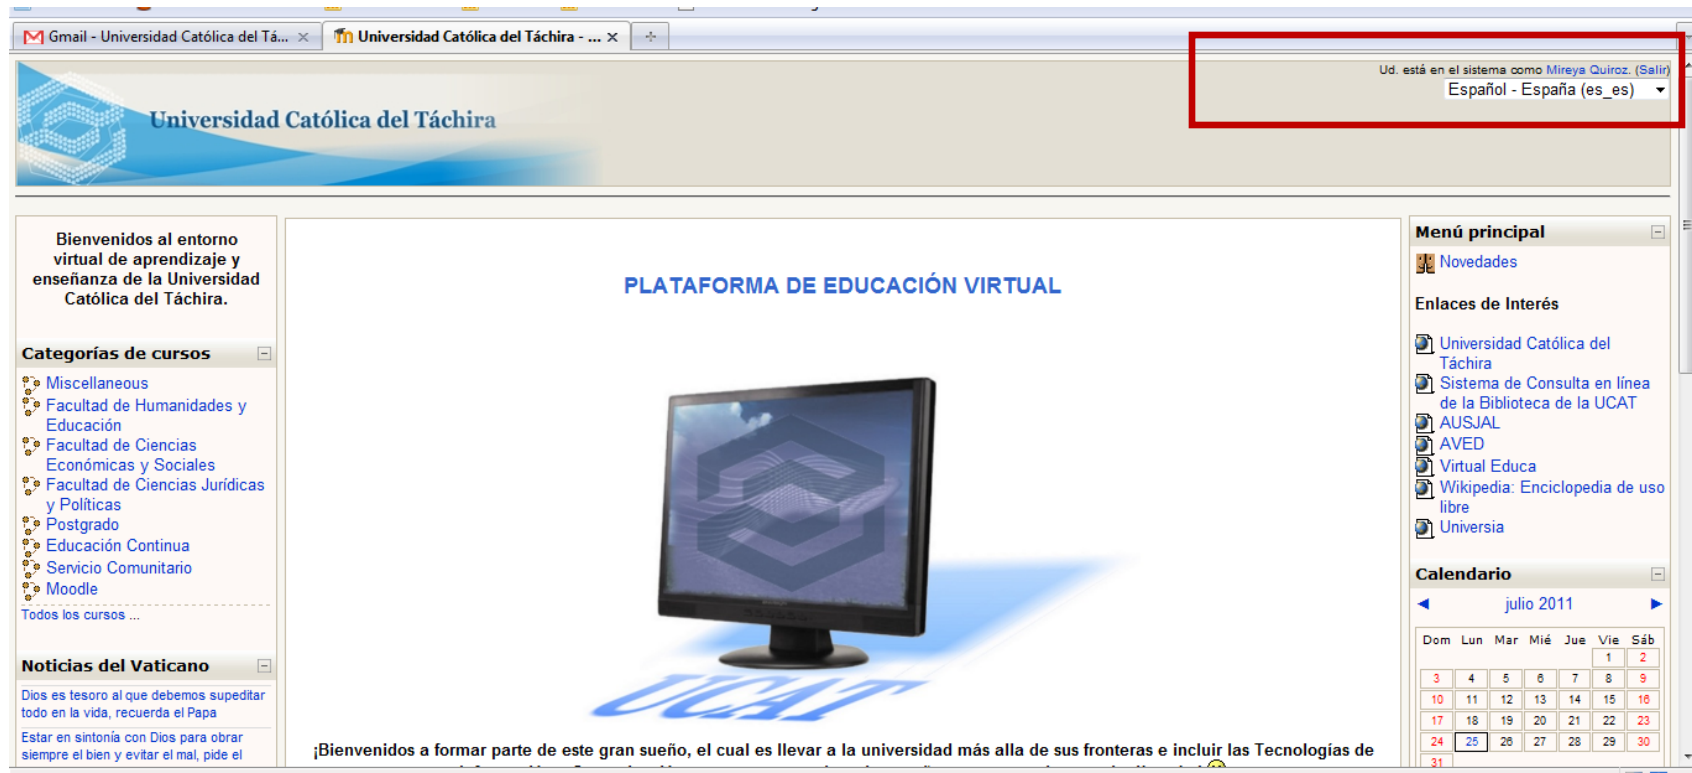 Gmail - Universidad Católica del Tá...
Universidad Católica del Táchira - ...
Ud. está en el sistema como Mireya Quiroz. (Salir)
Español - España (es_es)
Universidad Católica del Táchira
Bienvenidos al entorno
virtual de aprendizaje y
enseñanza de la Universidad
Católica del Táchira.
Categorías de cursos
Miscellaneous
Facultad de Humanidades y
Educación
Facultad de Ciencias
Económicas y Sociales
Facultad de Ciencias Jurídicas
y Políticas
Postgrado
Educación Continua
Servicio Comunitario
Moodle
Todos los cursos ...
Noticias del Vaticano
Dios es tesoro al que debemos supeditar
todo en la vida, recuerda el Papa
Estar en sintonía con Dios para obrar
siempre el bien y evitar el mal, pide el
PLATAFORMA DE EDUCACIÓN VIRTUAL
UCAT
¡Bienvenidos a formar parte de este gran sueño, el cual es llevar a la universidad más alla de sus fronteras e incluir las Tecnologías de
Menú principal
Novedades
Enlaces de Interés
Universidad Católica del
Táchira
Sistema de Consulta en línea
de la Biblioteca de la UCAT
AUSJAL
AVED
Virtual Educa
Wikipedia: Enciclopedia de uso
libre
Universia
Calendario
julio 2011
Dom Lun Mar Mié Jue Vie Sáb
1 2
3 4 5 6 7 8 9
10 11 12 13 14 15 16
17 18 19 20 21 22 23
24 25 26 27 28 29 30
31